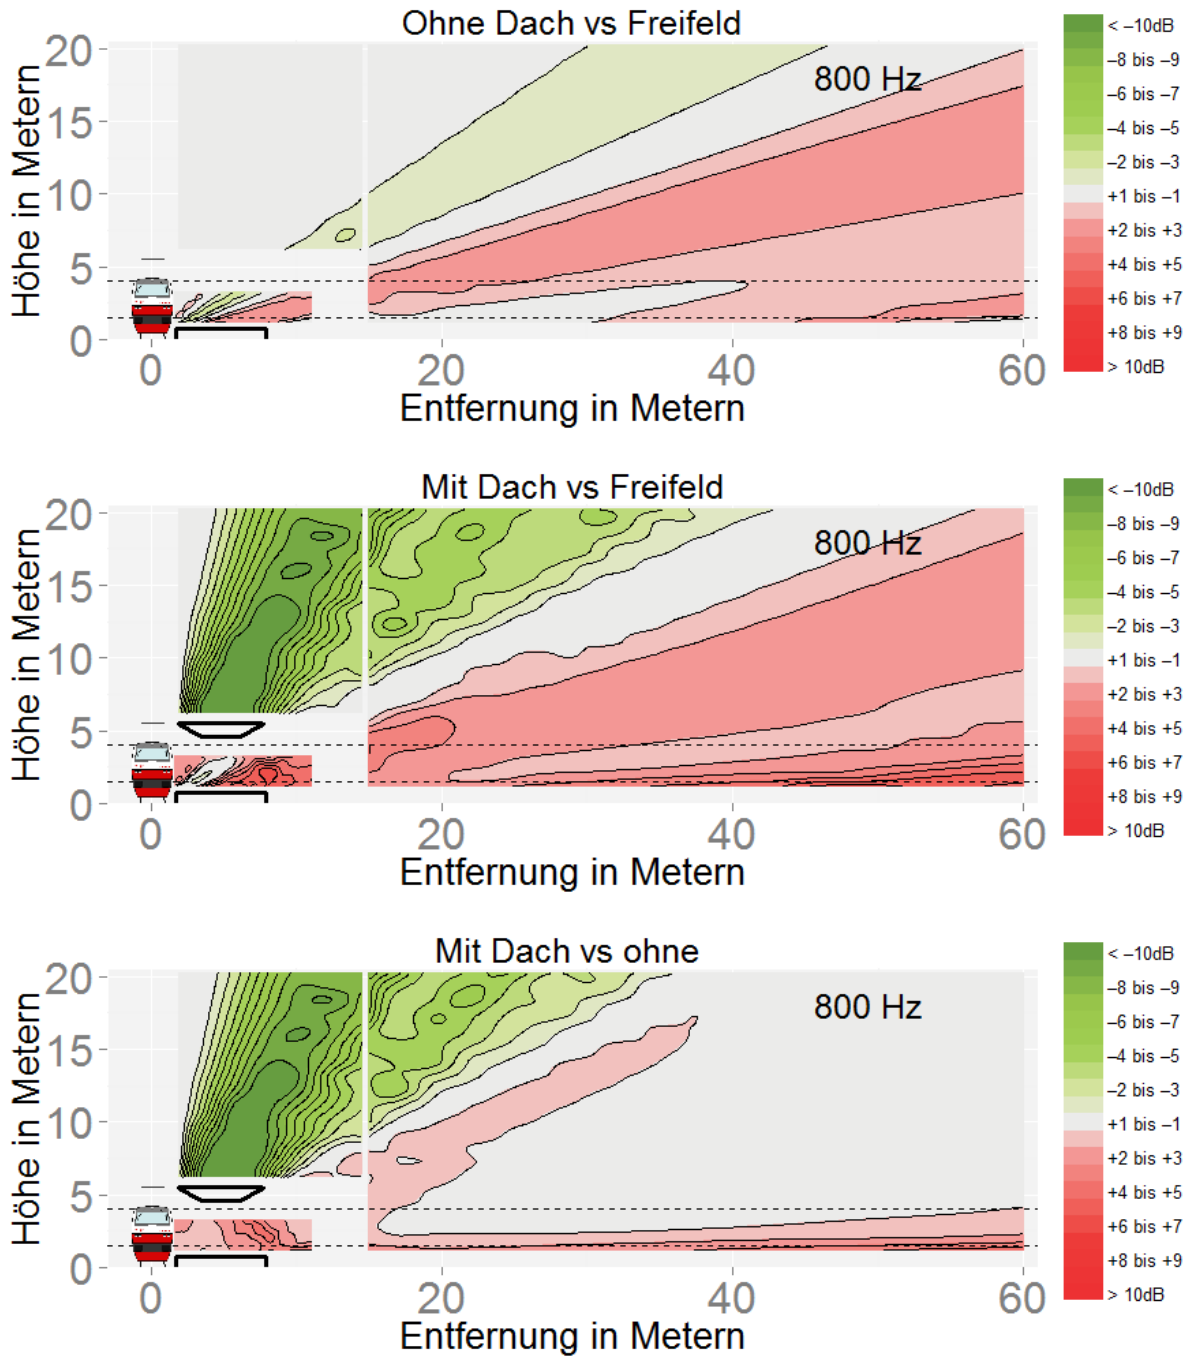 Ohne Dach vs Freifeld
800 Hz
Höhe in Metern
20
15
10
5
0
0 20 40 60
Entfernung in Metern
< –10dB
–8 bis –9
–6 bis –7
–4 bis –5
–2 bis –3
+1 bis –1
+2 bis +3
+4 bis +5
+6 bis +7
+8 bis +9
> 10dB
Mit Dach vs Freifeld
800 Hz
Höhe in Metern
20
15
10
5
0
0 20 40 60
Entfernung in Metern
< –10dB
–8 bis –9
–6 bis –7
–4 bis –5
–2 bis –3
+1 bis –1
+2 bis +3
+4 bis +5
+6 bis +7
+8 bis +9
> 10dB
Mit Dach vs ohne
800 Hz
Höhe in Metern
20
15
10
5
0
0 20 40 60
Entfernung in Metern
< –10dB
–8 bis –9
–6 bis –7
–4 bis –5
–2 bis –3
+1 bis –1
+2 bis +3
+4 bis +5
+6 bis +7
+8 bis +9
> 10dB